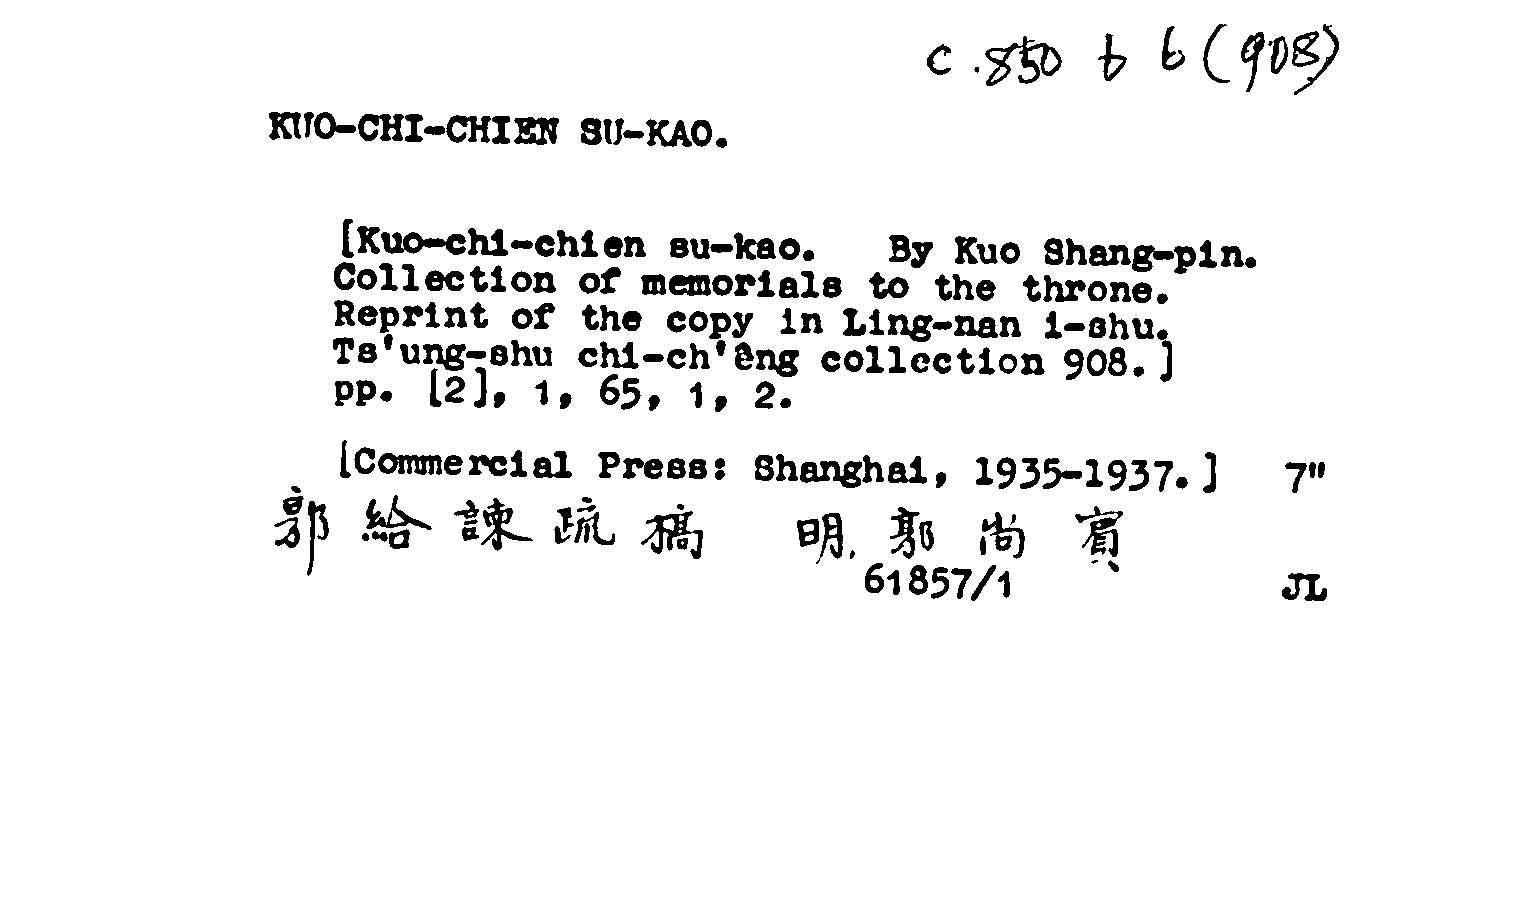 c.850 b 6 (908)
KUO-CHI-CHIEN SU-KAO.
[Kuo-chi-chien su-kao. By Kuo Shang-pin.
Collection of memorials to the throne.
Reprint of the copy in Ling-nan i-shu.
Ts'ung-shu chi-ch'êng collection 908.]
pp. [2], 1, 65, 1, 2.
[Commercial Press: Shanghai, 1935-1937.] 7"
郭給諫疏稿 明.郭尚賓
61857/1 JL